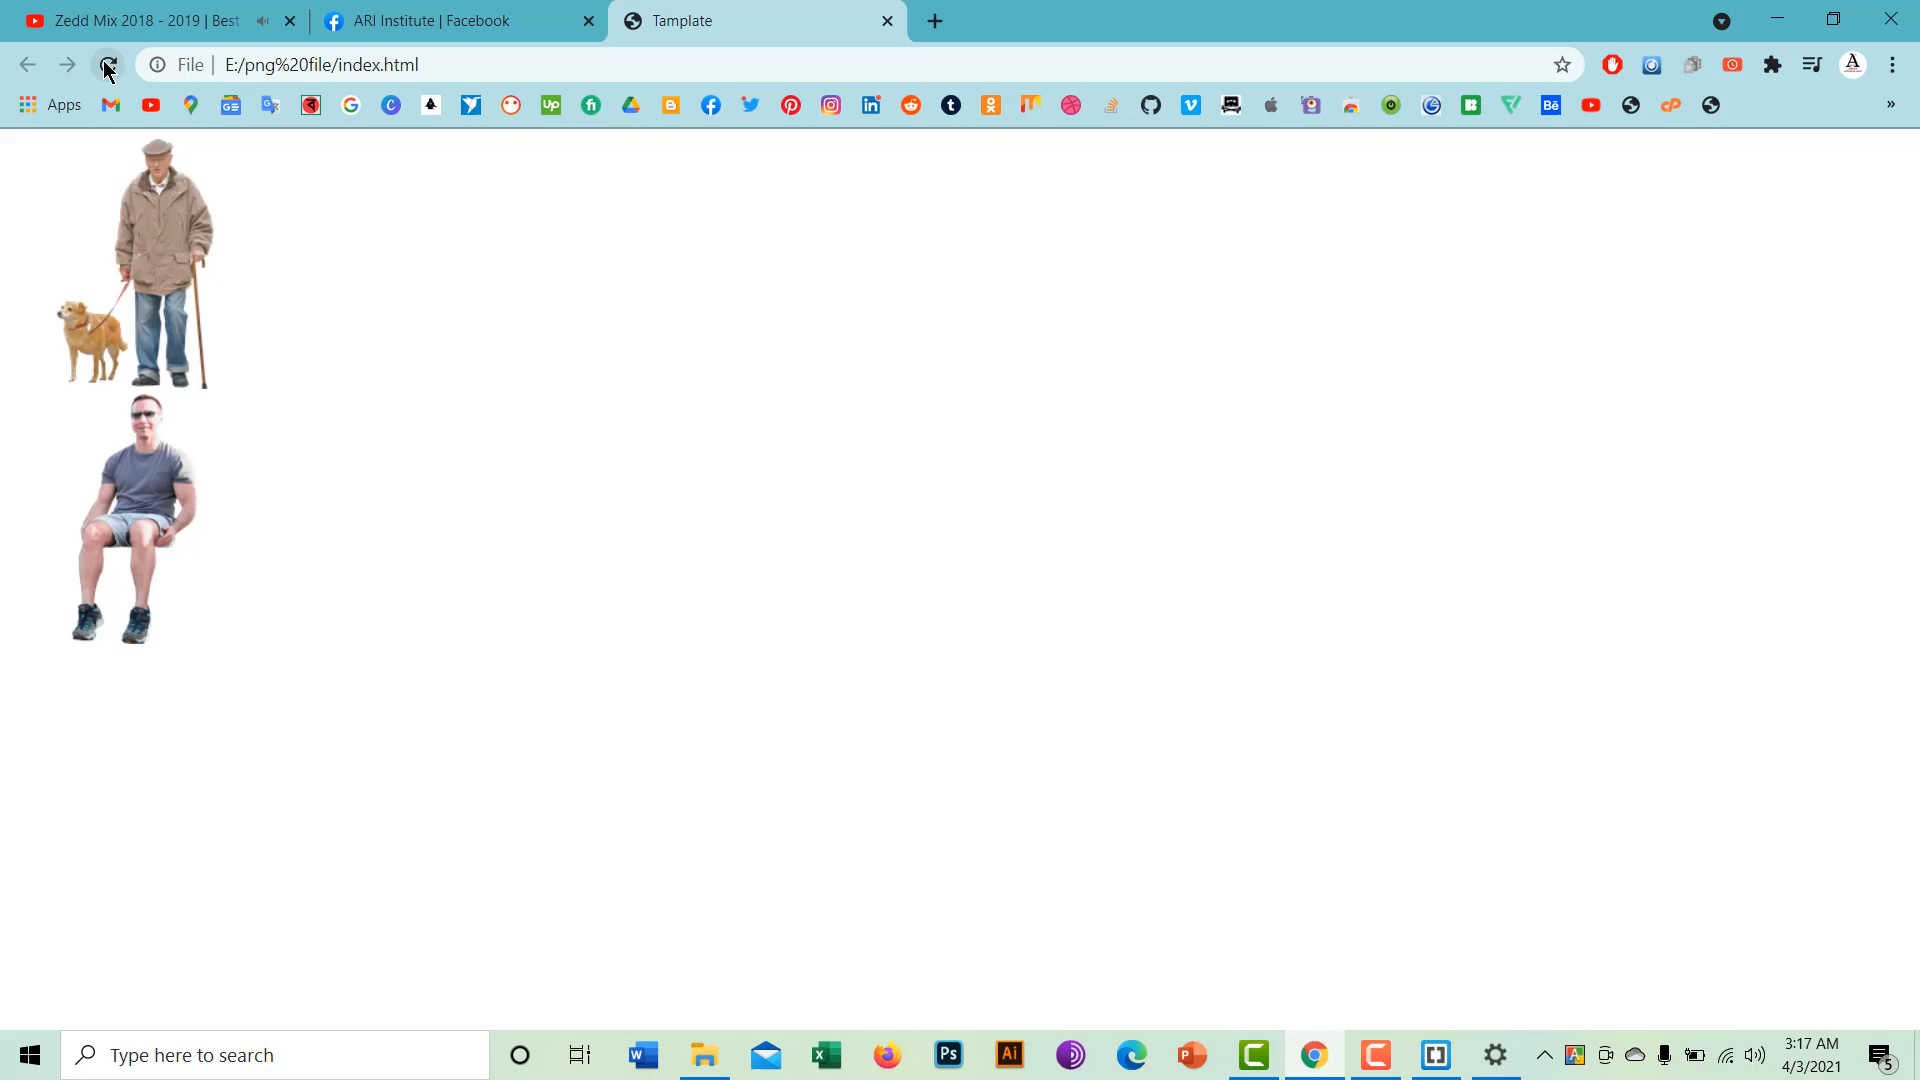 Zedd Mix 2018 - 2019 | Best
ARI Institute | Facebook
Tamplate
File
E:/png%20file/index.html
Apps
Type here to search
3:17 AM
4/3/2021
5